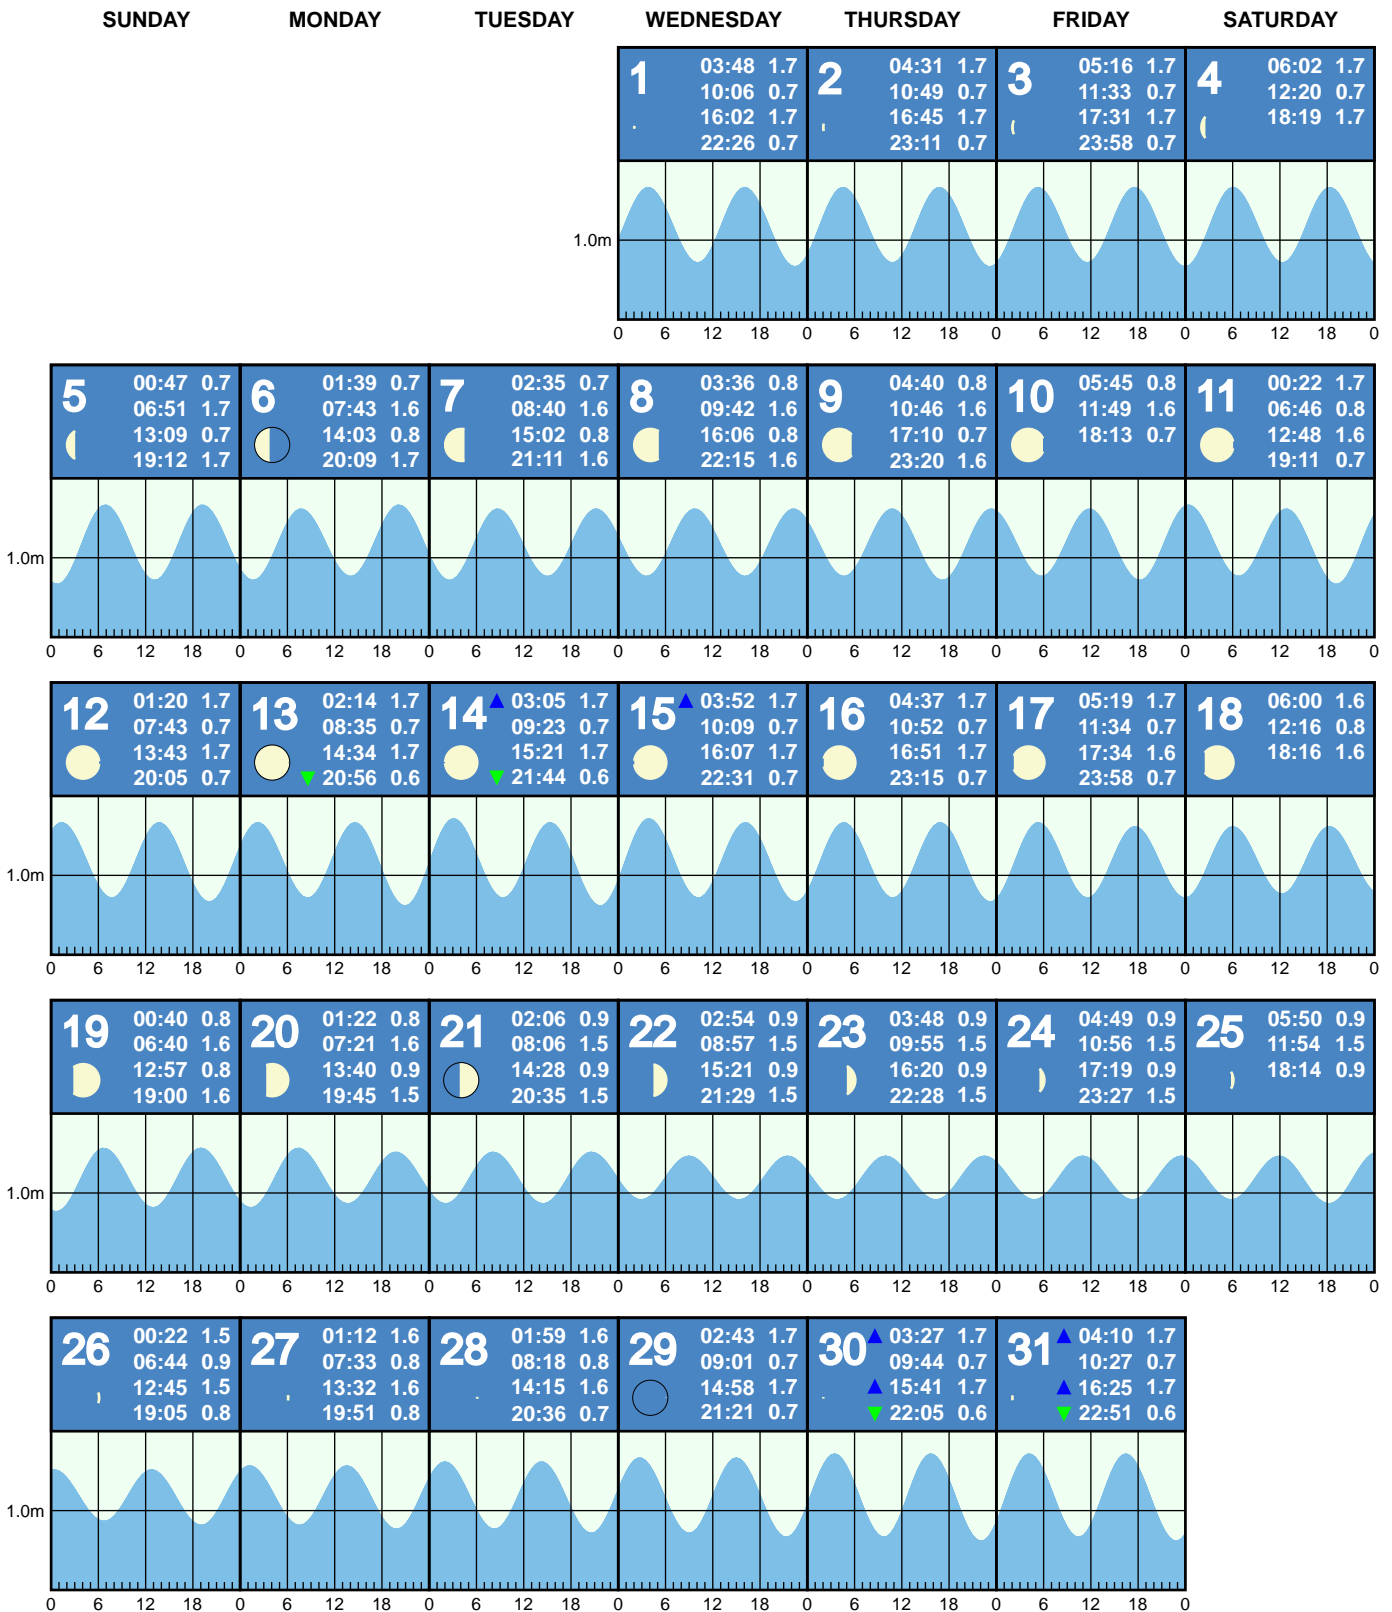 SUNDAY MONDAY TUESDAY WEDNESDAY THURSDAY FRIDAY SATURDAY
1 03:48 1.7
10:06 0.7
16:02 1.7
22:26 0.7
2 04:31 1.7
10:49 0.7
16:45 1.7
23:11 0.7
3 05:16 1.7
11:33 0.7
17:31 1.7
23:58 0.7
4 06:02 1.7
12:20 0.7
18:19 1.7
1.0m
0 6 12 18 0 6 12 18 0 6 12 18 0 6 12 18 0
5 00:47 0.7
06:51 1.7
13:09 0.7
19:12 1.7
6 01:39 0.7
07:43 1.6
14:03 0.8
20:09 1.7
7 02:35 0.7
08:40 1.6
15:02 0.8
21:11 1.6
8 03:36 0.8
09:42 1.6
16:06 0.8
22:15 1.6
9 04:40 0.8
10:46 1.6
17:10 0.7
23:20 1.6
10 05:45 0.8
11:49 1.6
18:13 0.7
11 00:22 1.7
06:46 0.8
12:48 1.6
19:11 0.7
1.0m
0 6 12 18 0 6 12 18 0 6 12 18 0 6 12 18 0 6 12 18 0 6 12 18 0 6 12 18 0
12 01:20 1.7
07:43 0.7
13:43 1.7
20:05 0.7
13 02:14 1.7
08:35 0.7
14:34 1.7
20:56 0.6
14 03:05 1.7
09:23 0.7
15:21 1.7
21:44 0.6
15 03:52 1.7
10:09 0.7
16:07 1.7
22:31 0.7
16 04:37 1.7
10:52 0.7
16:51 1.7
23:15 0.7
17 05:19 1.7
11:34 0.7
17:34 1.6
23:58 0.7
18 06:00 1.6
12:16 0.8
18:16 1.6
1.0m
0 6 12 18 0 6 12 18 0 6 12 18 0 6 12 18 0 6 12 18 0 6 12 18 0 6 12 18 0
19 00:40 0.8
06:40 1.6
12:57 0.8
19:00 1.6
20 01:22 0.8
07:21 1.6
13:40 0.9
19:45 1.5
21 02:06 0.9
08:06 1.5
14:28 0.9
20:35 1.5
22 02:54 0.9
08:57 1.5
15:21 0.9
21:29 1.5
23 03:48 0.9
09:55 1.5
16:20 0.9
22:28 1.5
24 04:49 0.9
10:56 1.5
17:19 0.9
23:27 1.5
25 05:50 0.9
11:54 1.5
18:14 0.9
1.0m
0 6 12 18 0 6 12 18 0 6 12 18 0 6 12 18 0 6 12 18 0 6 12 18 0 6 12 18 0
26 00:22 1.5
06:44 0.9
12:45 1.5
19:05 0.8
27 01:12 1.6
07:33 0.8
13:32 1.6
19:51 0.8
28 01:59 1.6
08:18 0.8
14:15 1.6
20:36 0.7
29 02:43 1.7
09:01 0.7
14:58 1.7
21:21 0.7
30 03:27 1.7
09:44 0.7
15:41 1.7
22:05 0.6
31 04:10 1.7
10:27 0.7
16:25 1.7
22:51 0.6
1.0m
0 6 12 18 0 6 12 18 0 6 12 18 0 6 12 18 0 6 12 18 0 6 12 18 0